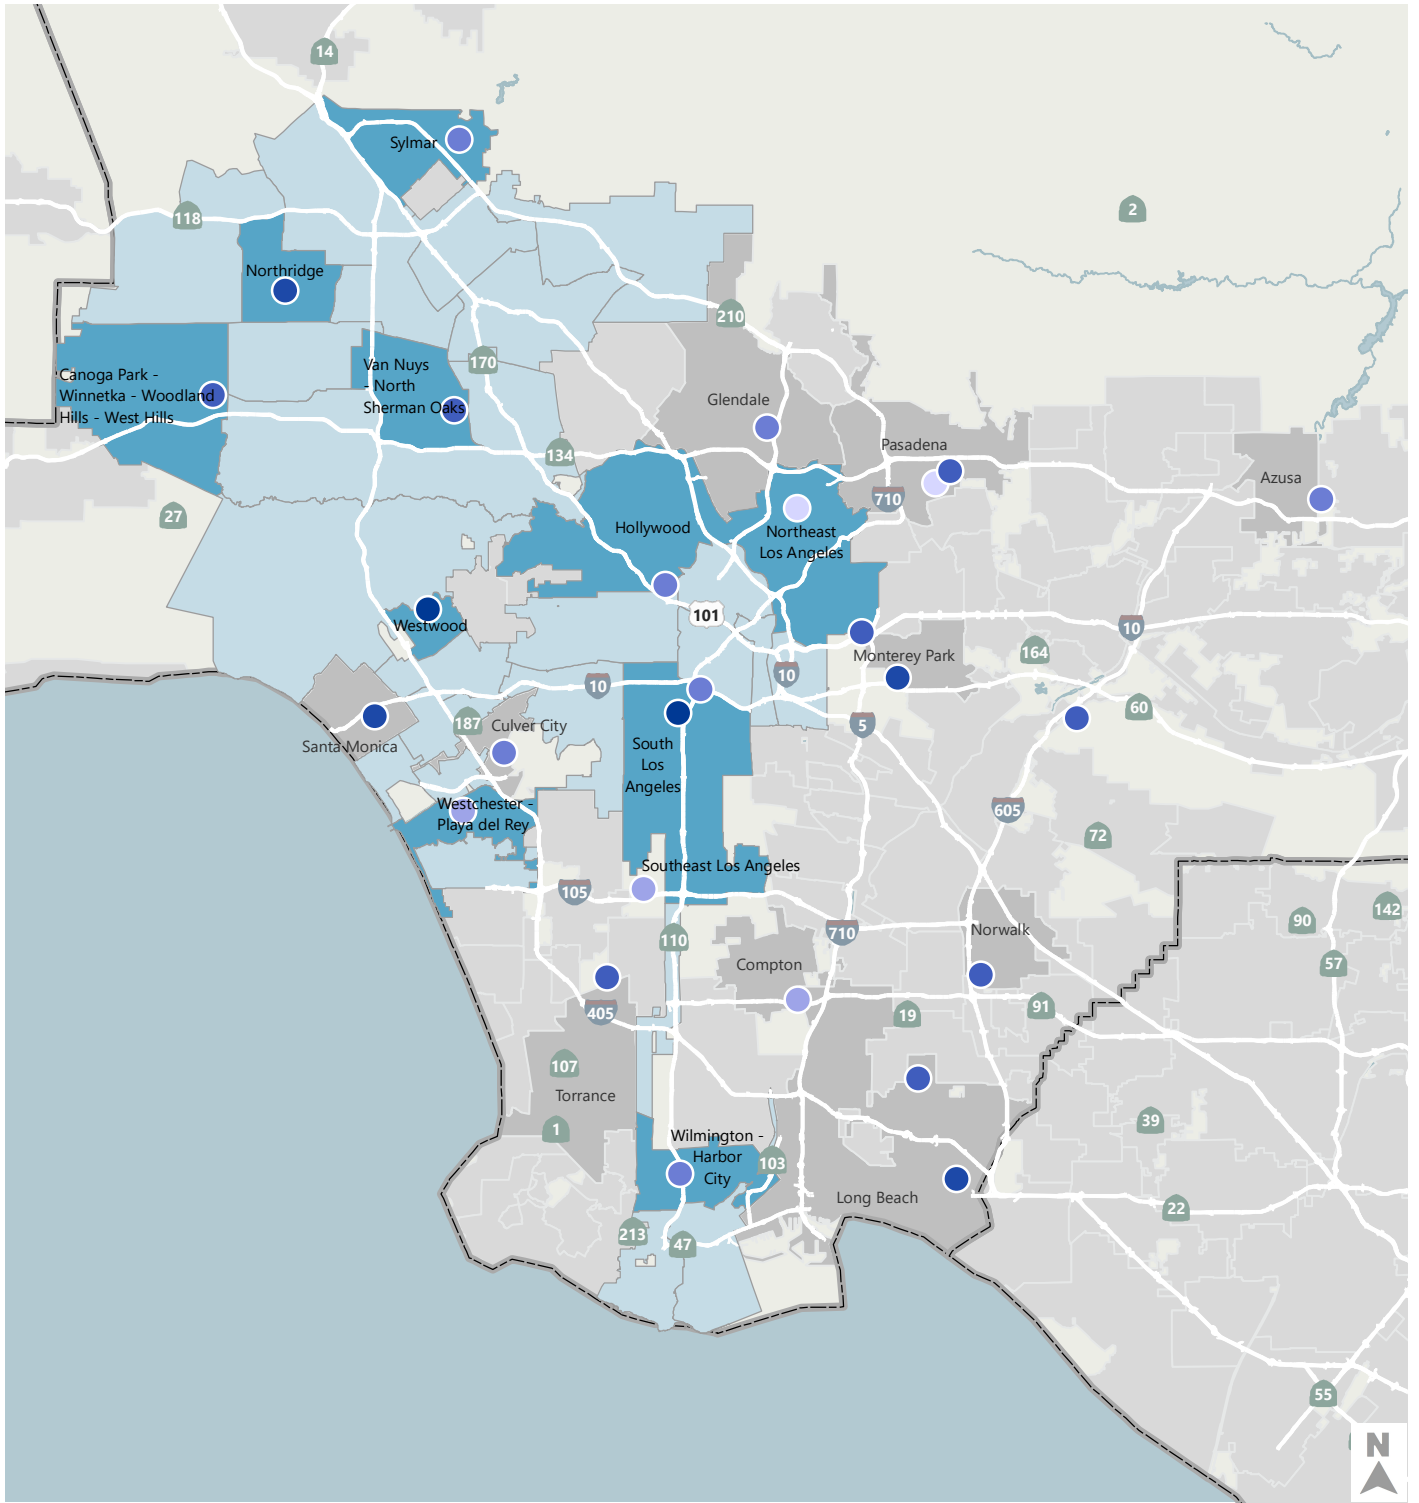 14
Sylmar
2
118
Northridge
210
170
Canoga Park -
Winnetka - Woodland
Hills - West Hills
Van Nuys
- North
Sherman Oaks
Glendale
Pasadena
134
Azusa
710
27
Hollywood
Northeast
Los Angeles
101
Westwood
10
164
Monterey Park
10
10
60
187
Culver City
5
Santa Monica
South
Los
Angeles
Westchester -
Playa del Rey
605
72
Southeast Los Angeles
105
142
90
110
710
Norwalk
57
Compton
405
19
91
107
Torrance
1
39
Wilmington -
Harbor
City
103
Long Beach
22
213
47
55
N